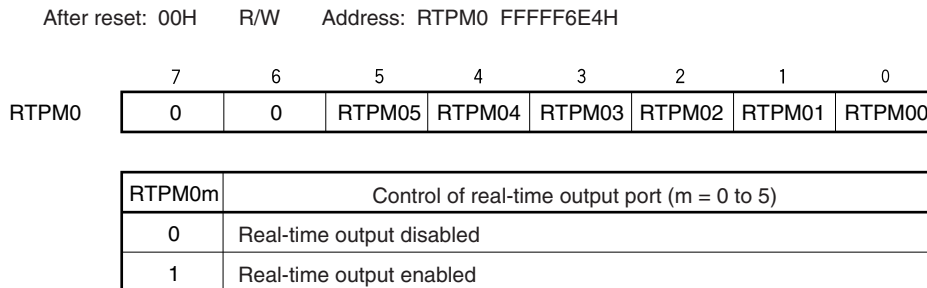 After reset: 00H R/W Address: RTPM0 FFFFF6E4H
7 6 5 4 3 2 1 0
RTPM0 0 0 RTPM05 RTPM04 RTPM03 RTPM02 RTPM01 RTPM00
RTPM0m Control of real-time output port (m = 0 to 5)
0 Real-time output disabled
1 Real-time output enabled